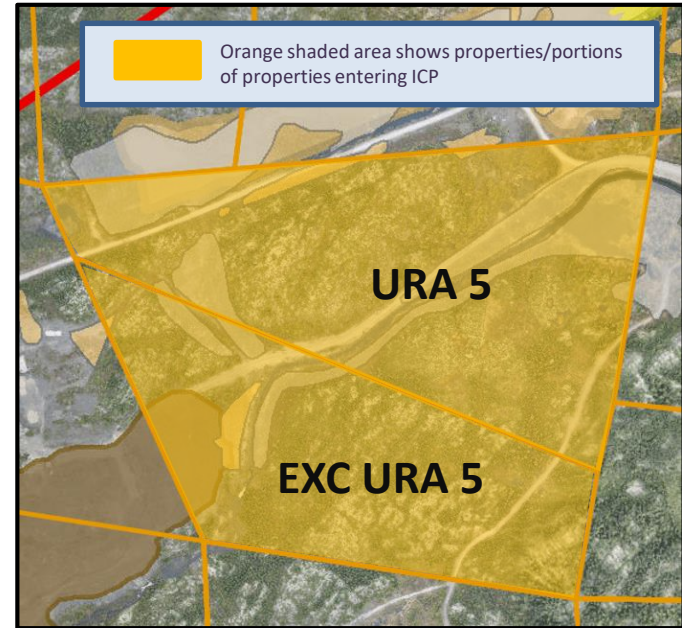 Orange shaded area shows properties/portions
of properties entering ICP
URA 5
EXC URA 5